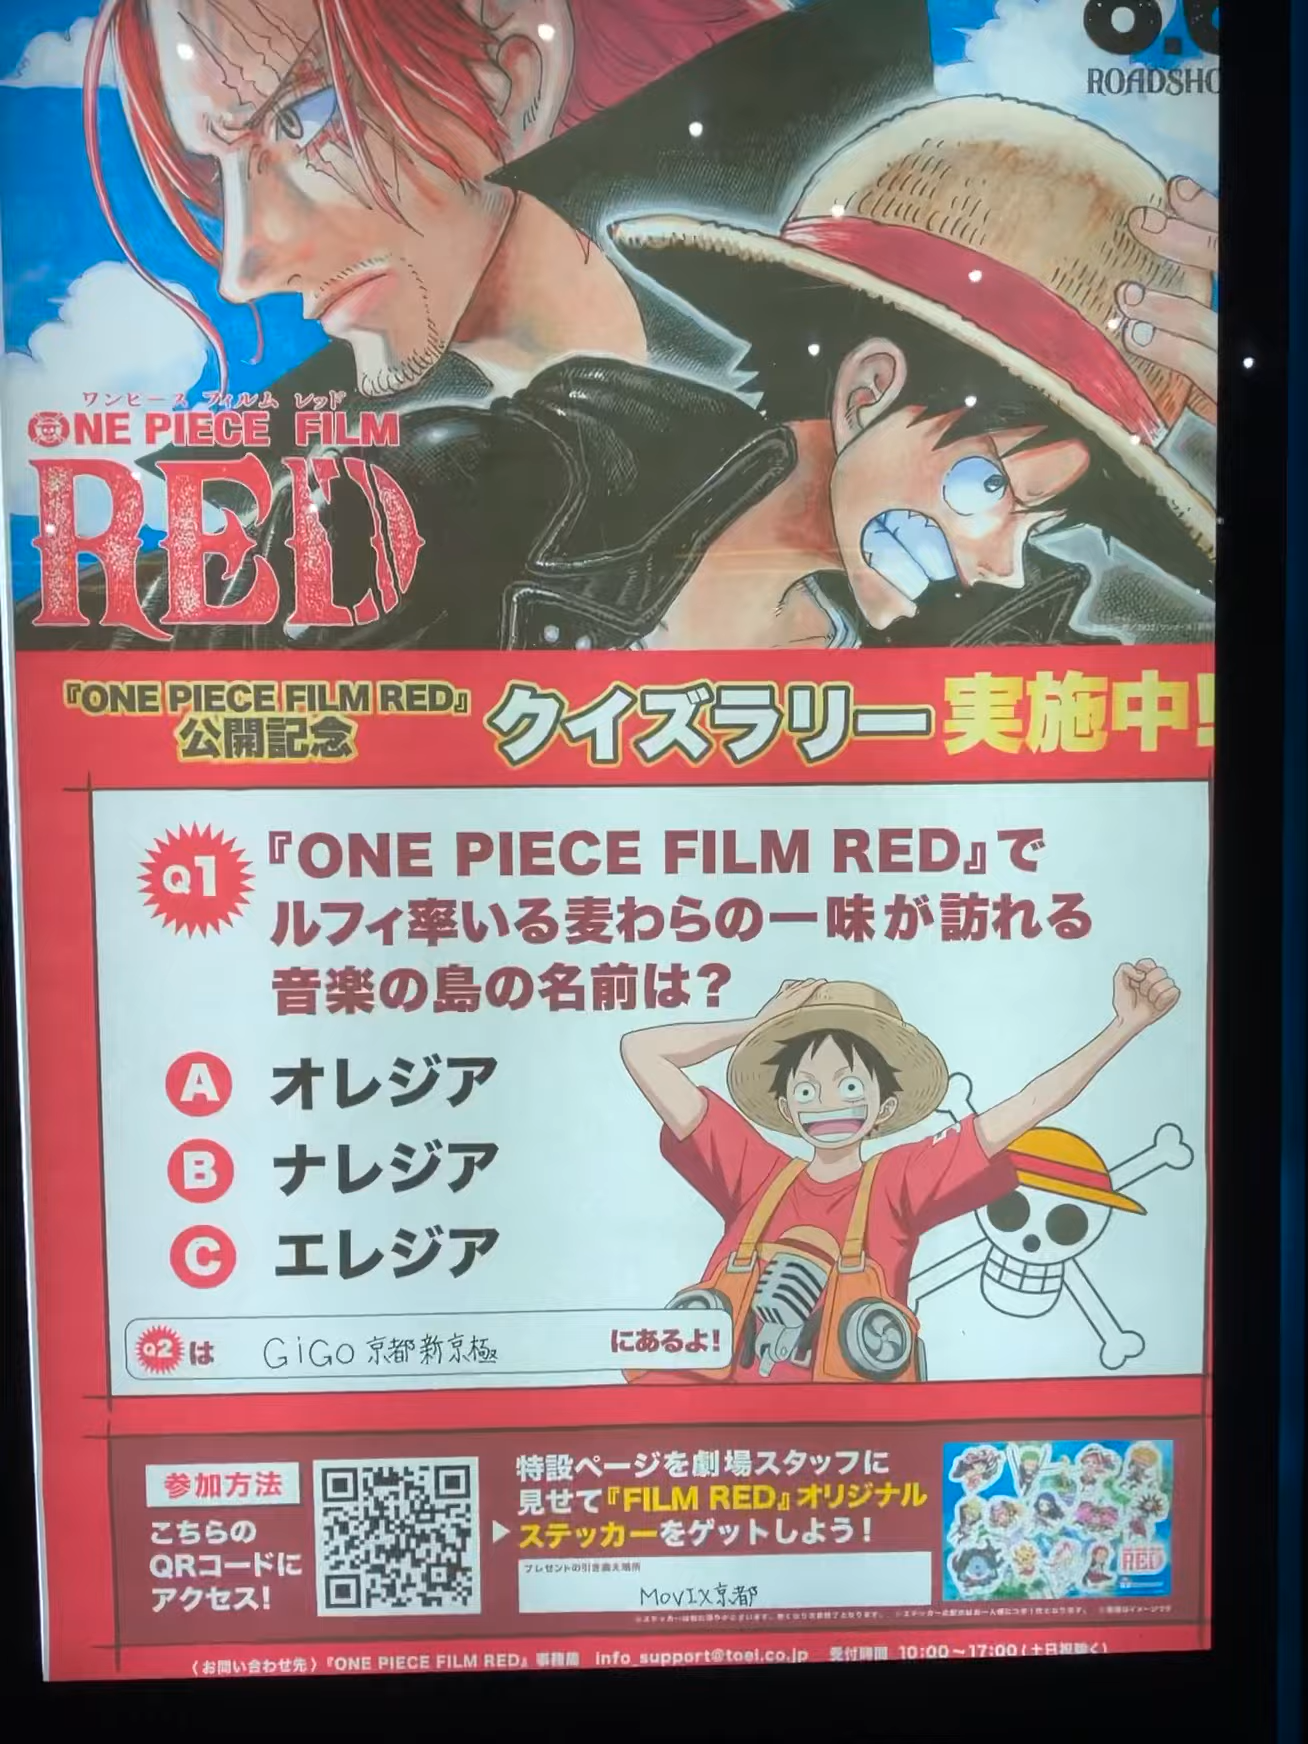 ROADSHO
ワンピース フィルム レッド
ONE PIECE FILM
RED
『ONE PIECE FILM RED』
公開記念
クイズラリー実施中!
Q1
『ONE PIECE FILM RED』で
ルフィ率いる麦わらの一味が訪れる
音楽の島の名前は？
A オレジア
B ナレジア
C エレジア
Q2は GiGO 京都新京極 にあるよ!
参加方法
こちらの
QRコードに
アクセス!
特設ページを劇場スタッフに
見せて『FILM RED』オリジナル
ステッカーをゲットしよう!
プレゼントの引き換え場所
MOVIX京都
RED
〈お問い合わせ先〉『ONE PIECE FILM RED』事務局 info_support@toei.co.jp 受付時間 10:00～17:00(土日祝除く)